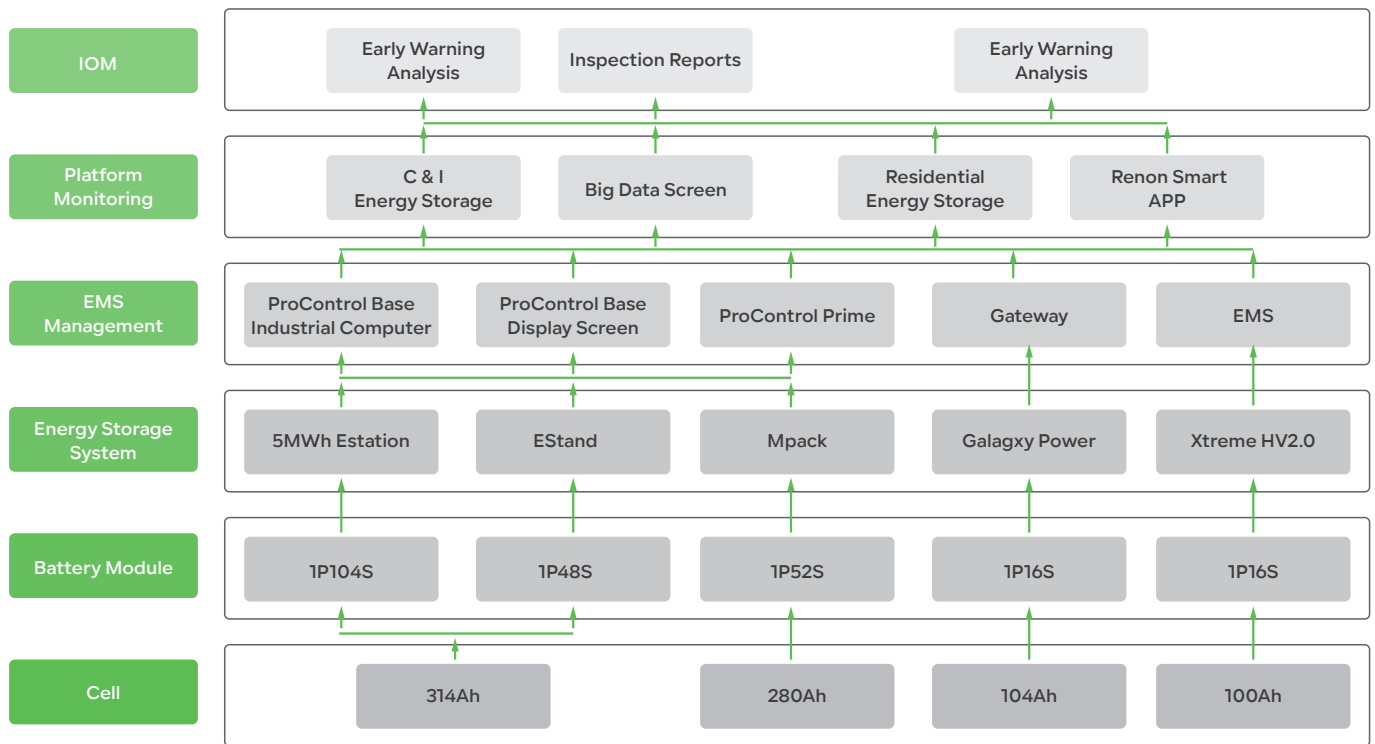 IOM
Early Warning
Analysis
Inspection Reports
Early Warning
Analysis
Platform
Monitoring
C & I
Energy Storage
Big Data Screen
Residential
Energy Storage
Renon Smart
APP
EMS
Management
ProControl Base
Industrial Computer
ProControl Base
Display Screen
ProControl Prime
Gateway
EMS
Energy Storage
System
5MWh Estation
EStand
Mpack
Galagxy Power
Xtreme HV2.0
Battery Module
1P104S
1P48S
1P52S
1P16S
1P16S
Cell
314Ah
280Ah
104Ah
100Ah